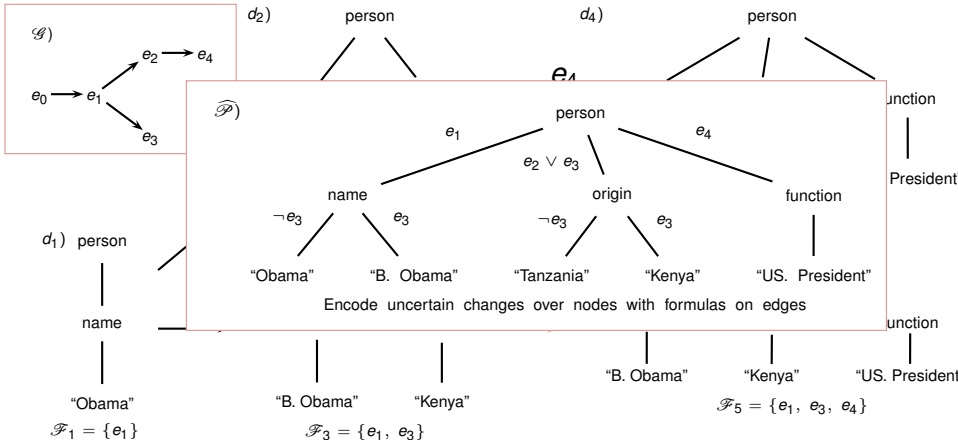 𝒢)
e2 e4
e0 e1
e3
d2) person
d4) person
e4
unction
President"
𝒫̂)
person
e1 e2 ∨ e3 e4
name origin function
¬e3 e3 ¬e3 e3
"Obama" "B. Obama" "Tanzania" "Kenya" "US. President"
Encode uncertain changes over nodes with formulas on edges
d1) person
name
"Obama"
ℱ1 = {e1}
"B. Obama" "Kenya"
ℱ3 = {e1, e3}
unction
"B. Obama" "Kenya" "US. President
ℱ5 = {e1, e3, e4}